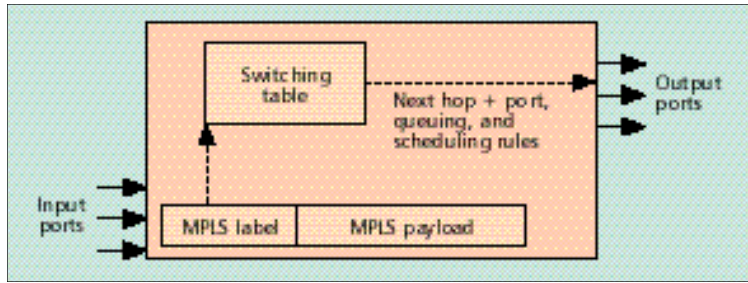 Switching
table
Next hop + port,
queuing, and
scheduling rules
Output
ports
Input
ports
MPLS label
MPLS payload